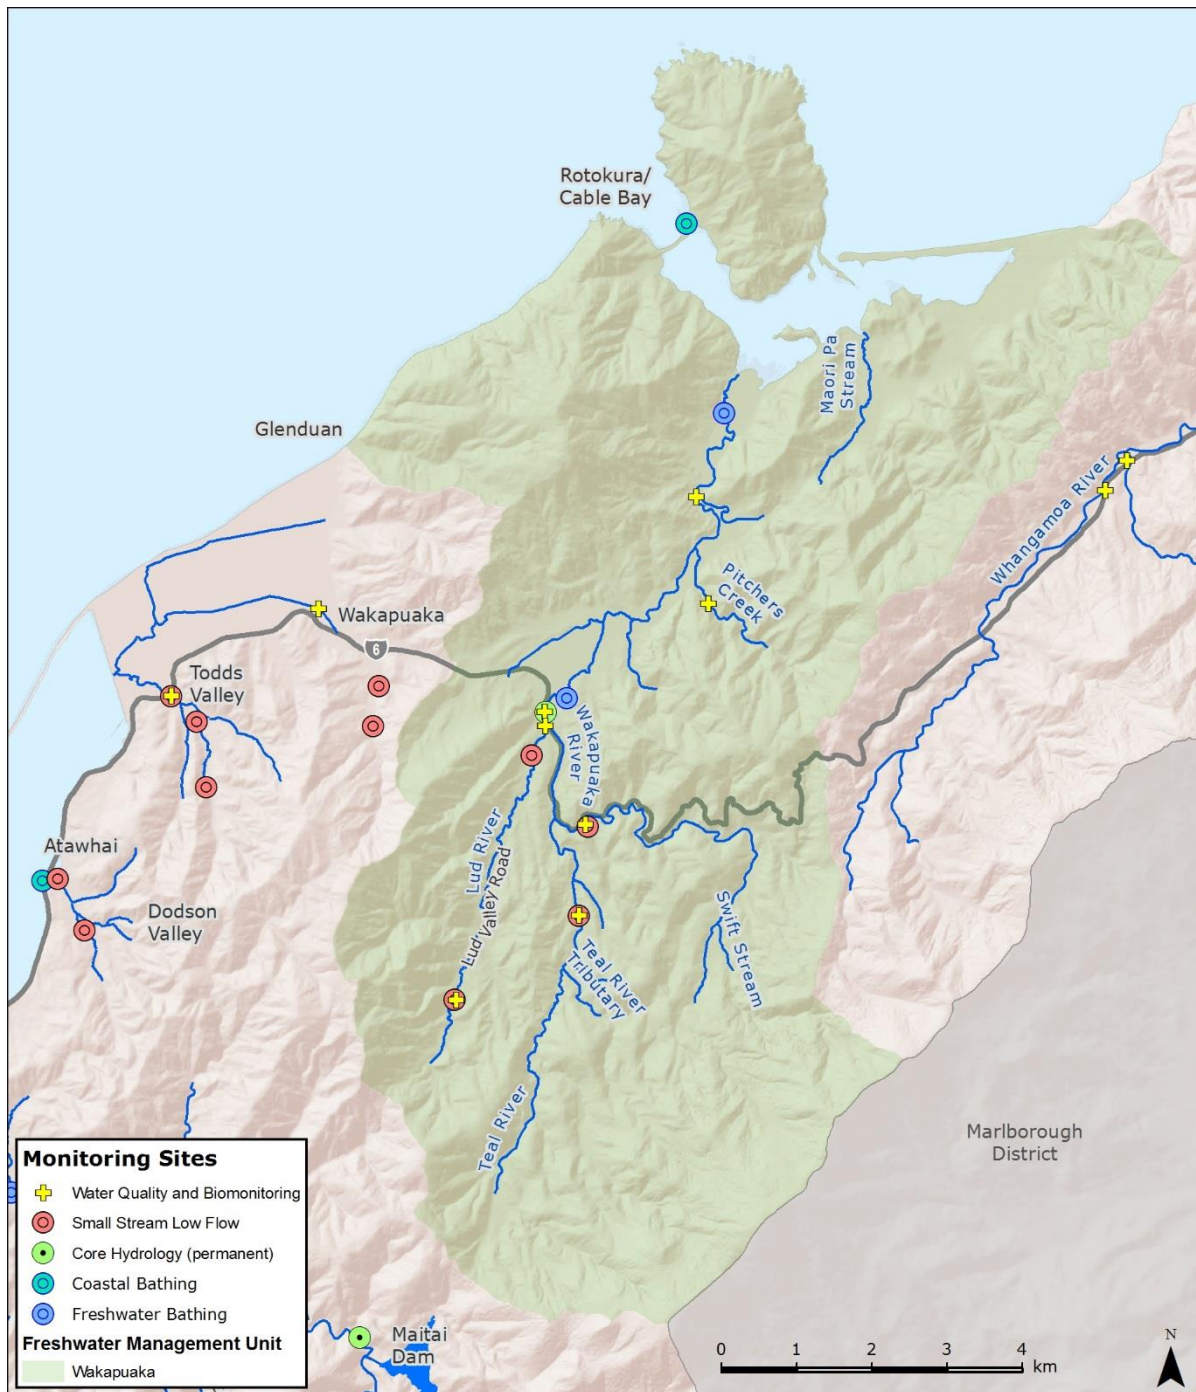 Rotokura/
Cable Bay
Maori Pa
Stream
Glenduan
Whangamoa River
Pitchers
Creek
Wakapuaka
6
Todds
Valley
Wakapuaka
River
Atawhai
Lud River
Lud Valley Road
Dodson
Valley
Swift Stream
Teal River
Tributary
Teal River
Marlborough
District
Monitoring Sites
Water Quality and Biomonitoring
Small Stream Low Flow
Core Hydrology (permanent)
Coastal Bathing
Freshwater Bathing
Freshwater Management Unit
Wakapuaka
Maitai
Dam
N
0 1 2 3 4
km